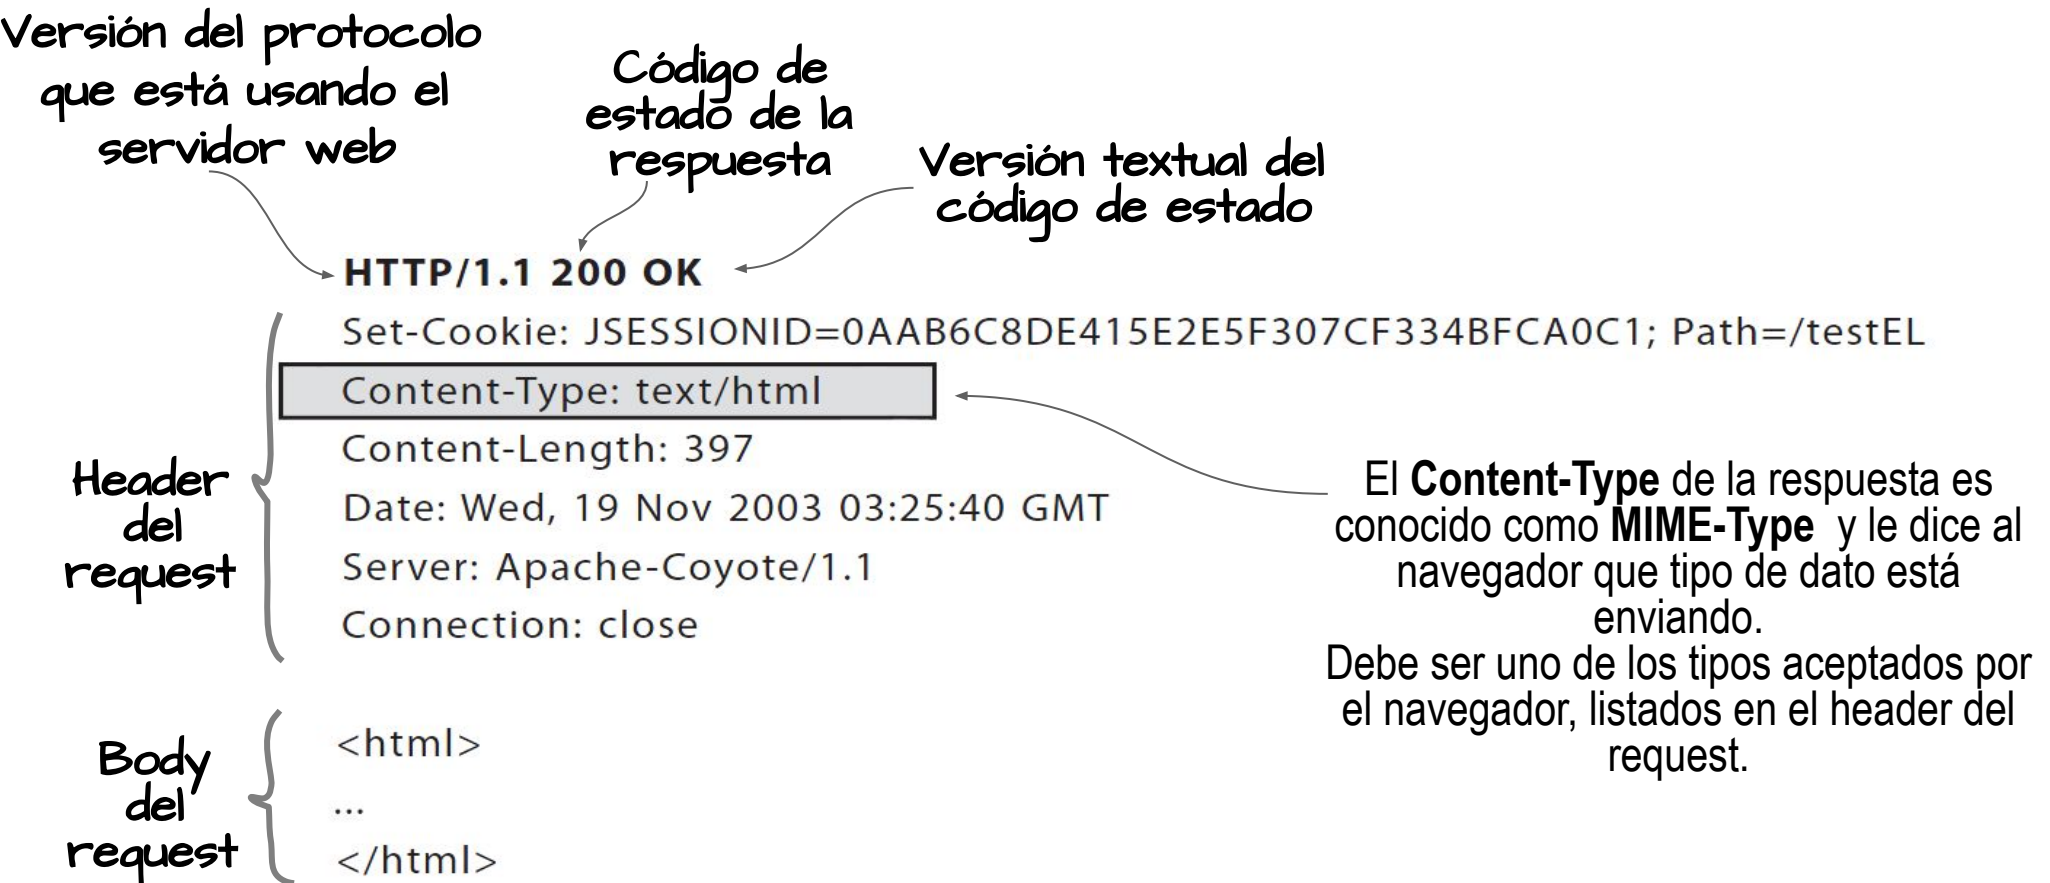 Versión del protocolo
que está usando el
servidor web
Código de
estado de la
respuesta
Versión textual del
código de estado
HTTP/1.1 200 OK
Set-Cookie: JSESSIONID=0AAB6C8DE415E2E5F307CF334BFCA0C1; Path=/testEL
Content-Type: text/html
Content-Length: 397
Date: Wed, 19 Nov 2003 03:25:40 GMT
Server: Apache-Coyote/1.1
Connection: close
Header
del
request
El Content-Type de la respuesta es
conocido como MIME-Type y le dice al
navegador que tipo de dato está
enviando.
Debe ser uno de los tipos aceptados por
el navegador, listados en el header del
request.
Body
del
request
<html>
...
</html>